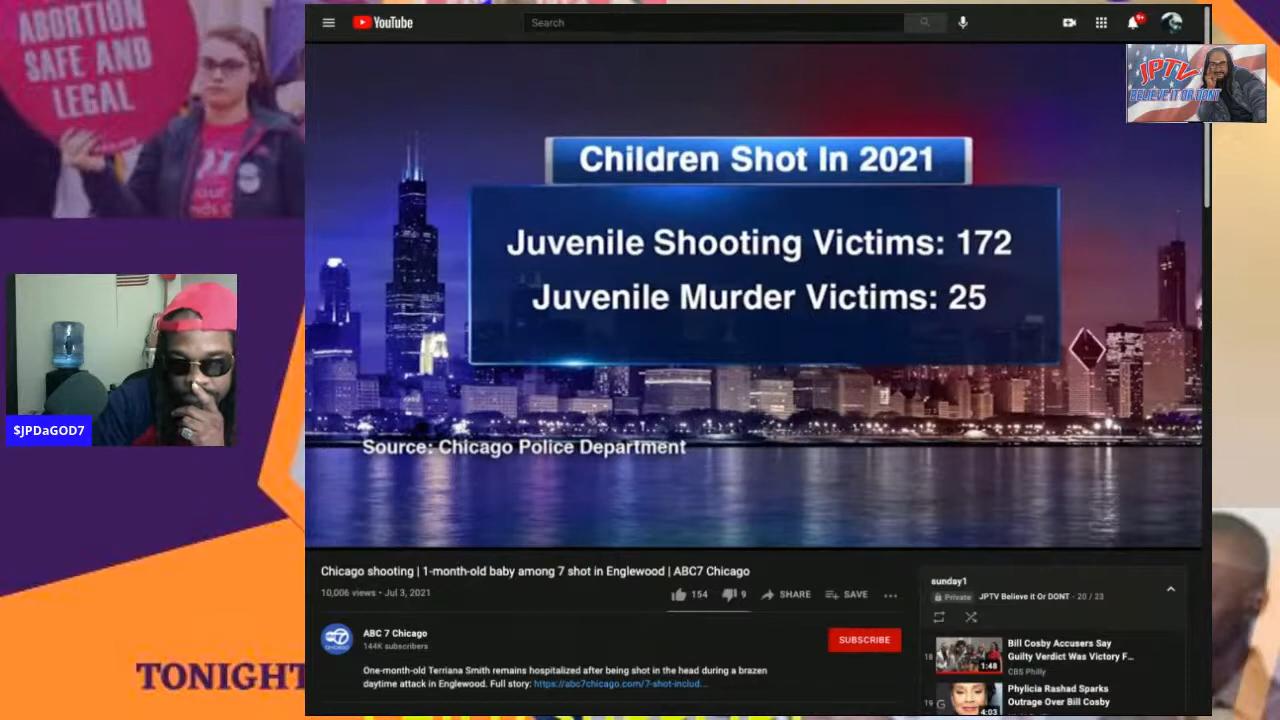 ABORTION
SAFE AND
LEGAL
YouTube
Search
9+
JPTV
BELIEVE IT OR DONT
Children Shot In 2021
Juvenile Shooting Victims: 172
Juvenile Murder Victims: 25
Source: Chicago Police Department
$JPDaGOD7
Chicago shooting | 1-month-old baby among 7 shot in Englewood | ABC7 Chicago
10,006 views • Jul 3, 2021
154
9
SHARE
SAVE
ABC 7 Chicago
144K subscribers
SUBSCRIBE
One-month-old Terriana Smith remains hospitalized after being shot in the head during a brazen
daytime attack in Englewood. Full story: https://abc7chicago.com/7-shot-includ...
sunday1
Private
JPTV Believe it Or DONT - 20 / 23
18
1:48
Bill Cosby Accusers Say
Guilty Verdict Was Victory F...
CBS Philly
19
4:03
Phylicia Rashad Sparks
Outrage Over Bill Cosby
TONIGHT